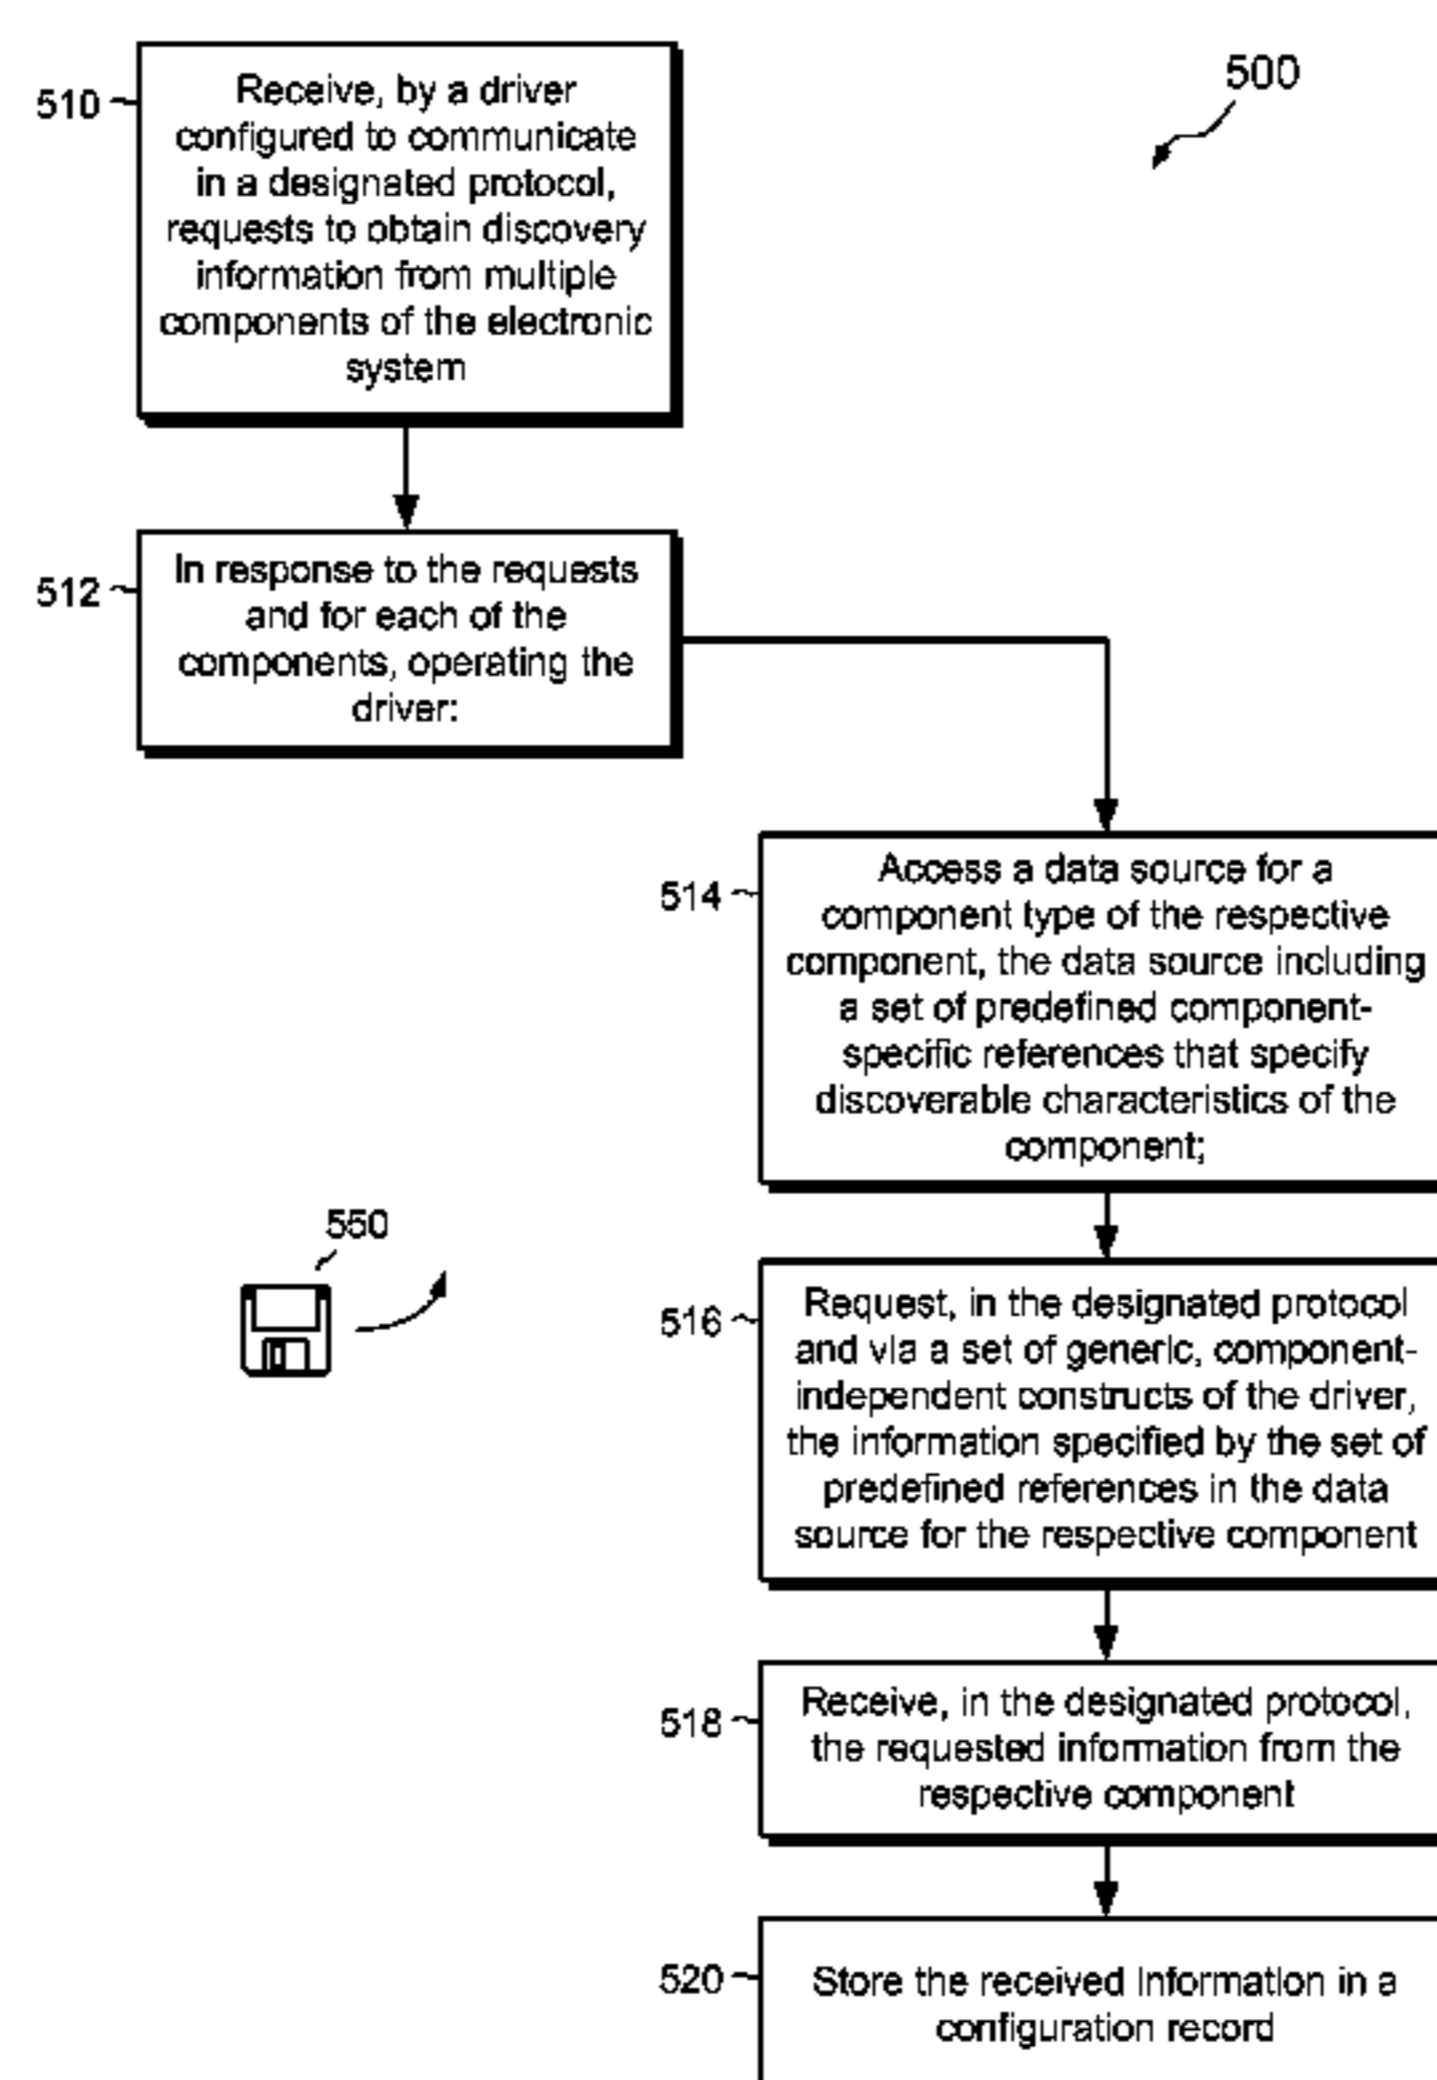 500
510
Receive, by a driver
configured to communicate
in a designated protocol,
requests to obtain discovery
information from multiple
components of the electronic
system
512
In response to the requests
and for each of the
components, operating the
driver:
514
Access a data source for a
component type of the respective
component, the data source including
a set of predefined component-
specific references that specify
discoverable characteristics of the
component;
550
516
Request, in the designated protocol
and via a set of generic, component-
independent constructs of the driver,
the information specified by the set of
predefined references in the data
source for the respective component
518
Receive, in the designated protocol,
the requested information from the
respective component
520
Store the received information in a
configuration record